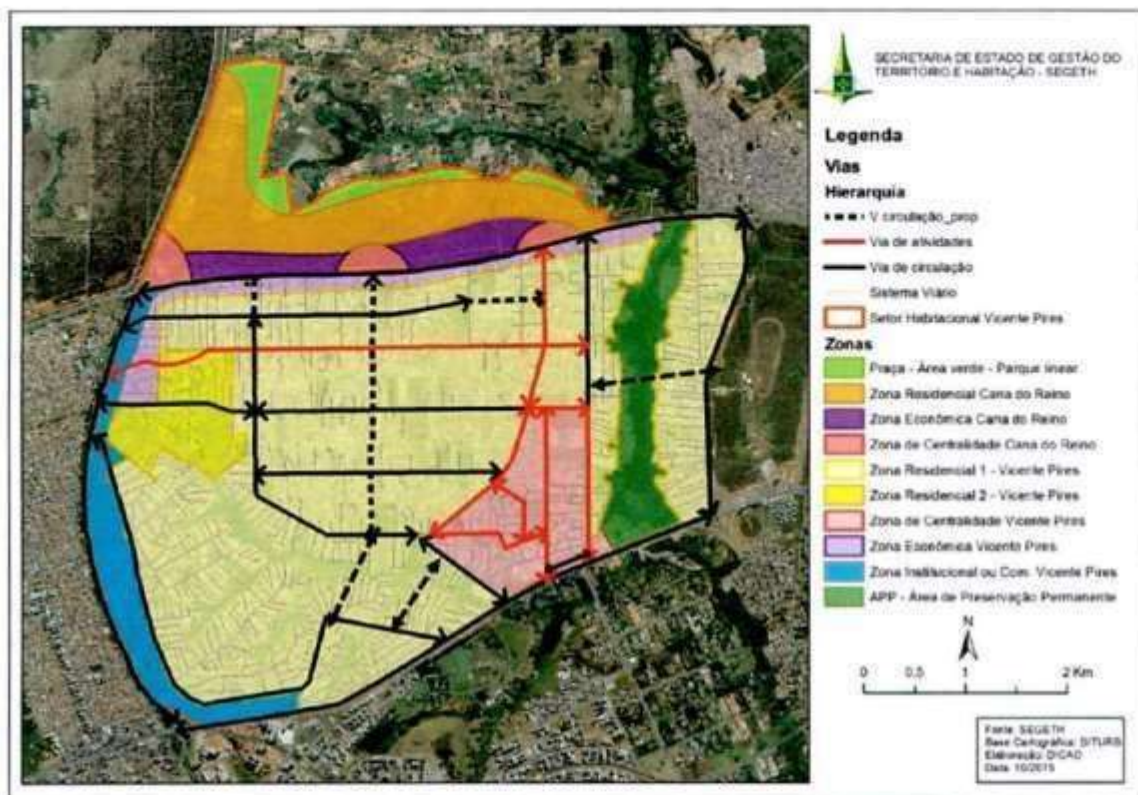 SECRETARIA DE ESTADO DE GESTÃO DO
TERRITÓRIO E HABITAÇÃO - SEGETH
Legenda
Vias
Hierarquia
V circulação_prop
Via de atividades
Via de circulação
Sistema Viário
Setor Habitacional Vicente Pires
Zonas
Praça - Área verde - Parque linear
Zona Residencial Cana do Reino
Zona Econômica Cana do Reino
Zona de Centralidade Cana do Reino
Zona Residencial 1 - Vicente Pires
Zona Residencial 2 - Vicente Pires
Zona de Centralidade Vicente Pires
Zona Econômica Vicente Pires
Zona Institucional ou Com. Vicente Pires
APP - Área de Preservação Permanente
N
0 0,5 1 2 Km
Fonte: SEGETH
Base Cartográfica: SITURB
Elaboração: DICAD
Data: 10/2015